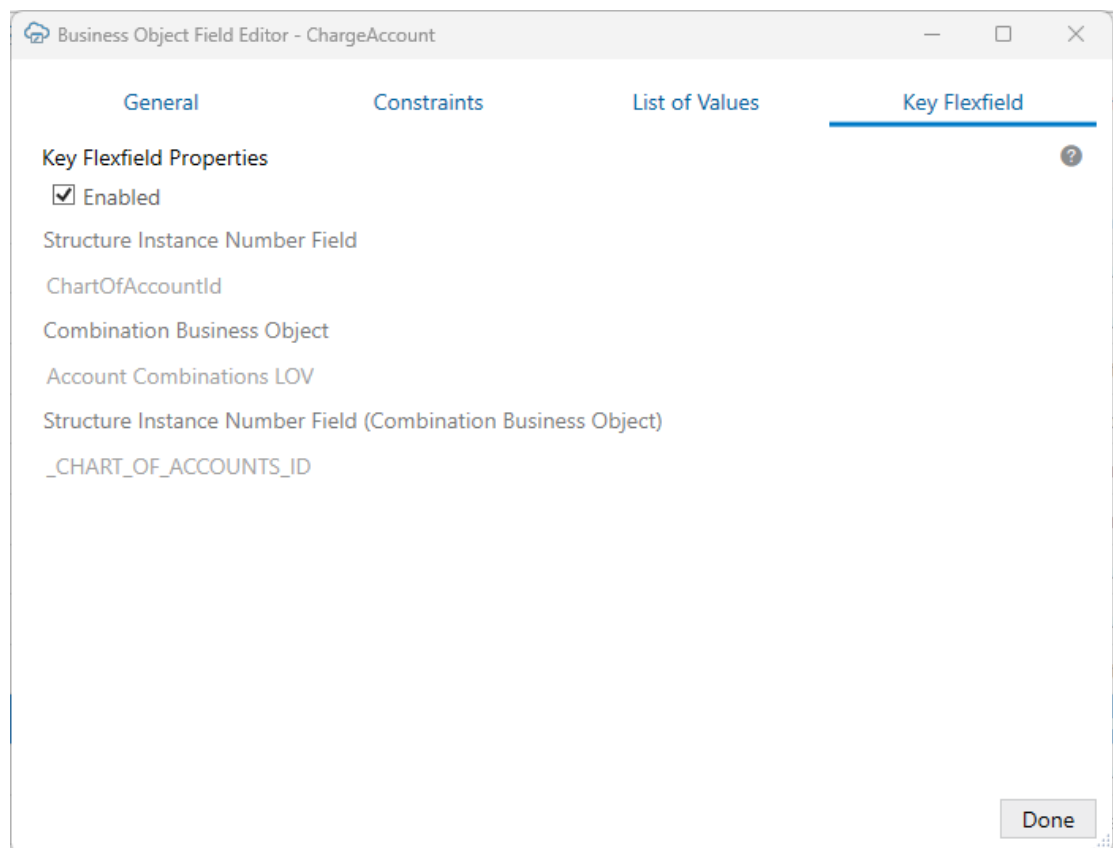 Business Object Field Editor - ChargeAccount
General Constraints List of Values Key Flexfield
Key Flexfield Properties
Enabled
Structure Instance Number Field
ChartOfAccountId
Combination Business Object
Account Combinations LOV
Structure Instance Number Field (Combination Business Object)
_CHART_OF_ACCOUNTS_ID
Done